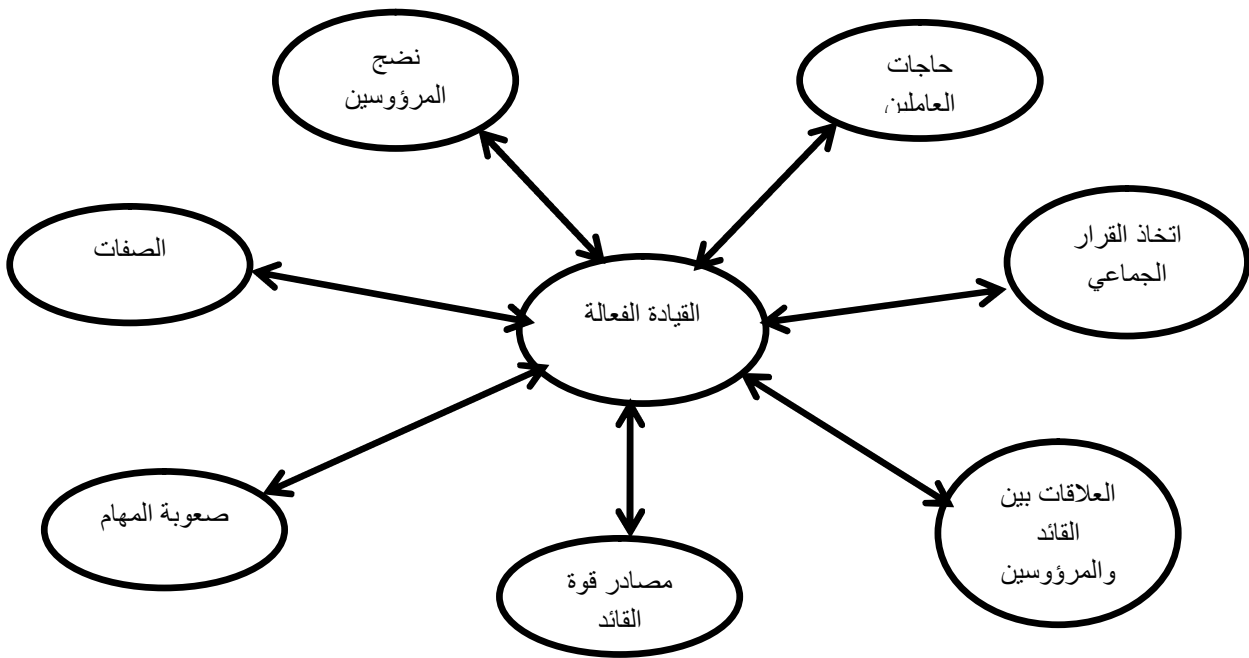 حاجات
العاملين
نضج
المرؤوسين
اتخاذ القرار
الجماعي
الصفات
القيادة الفعالة
العلاقات بين
القائد
والمرؤوسين
صعوبة المهام
مصادر قوة
القائد